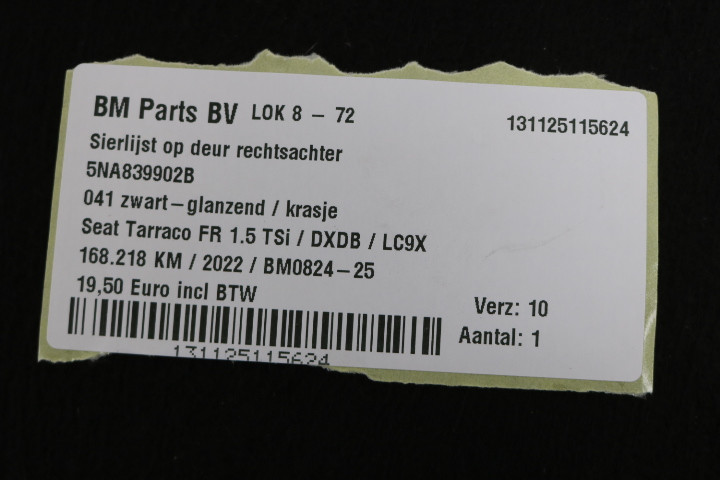 BM Parts BV LOK 8 - 72
131125115624
Sierlijst op deur rechtsachter
5NA839902B
041 zwart-glanzend / krasje
Seat Tarraco FR 1.5 TSi / DXDB / LC9X
168.218 KM / 2022 / BM0824-25
19,50 Euro incl BTW
Verz: 10
Aantal: 1
131125115624